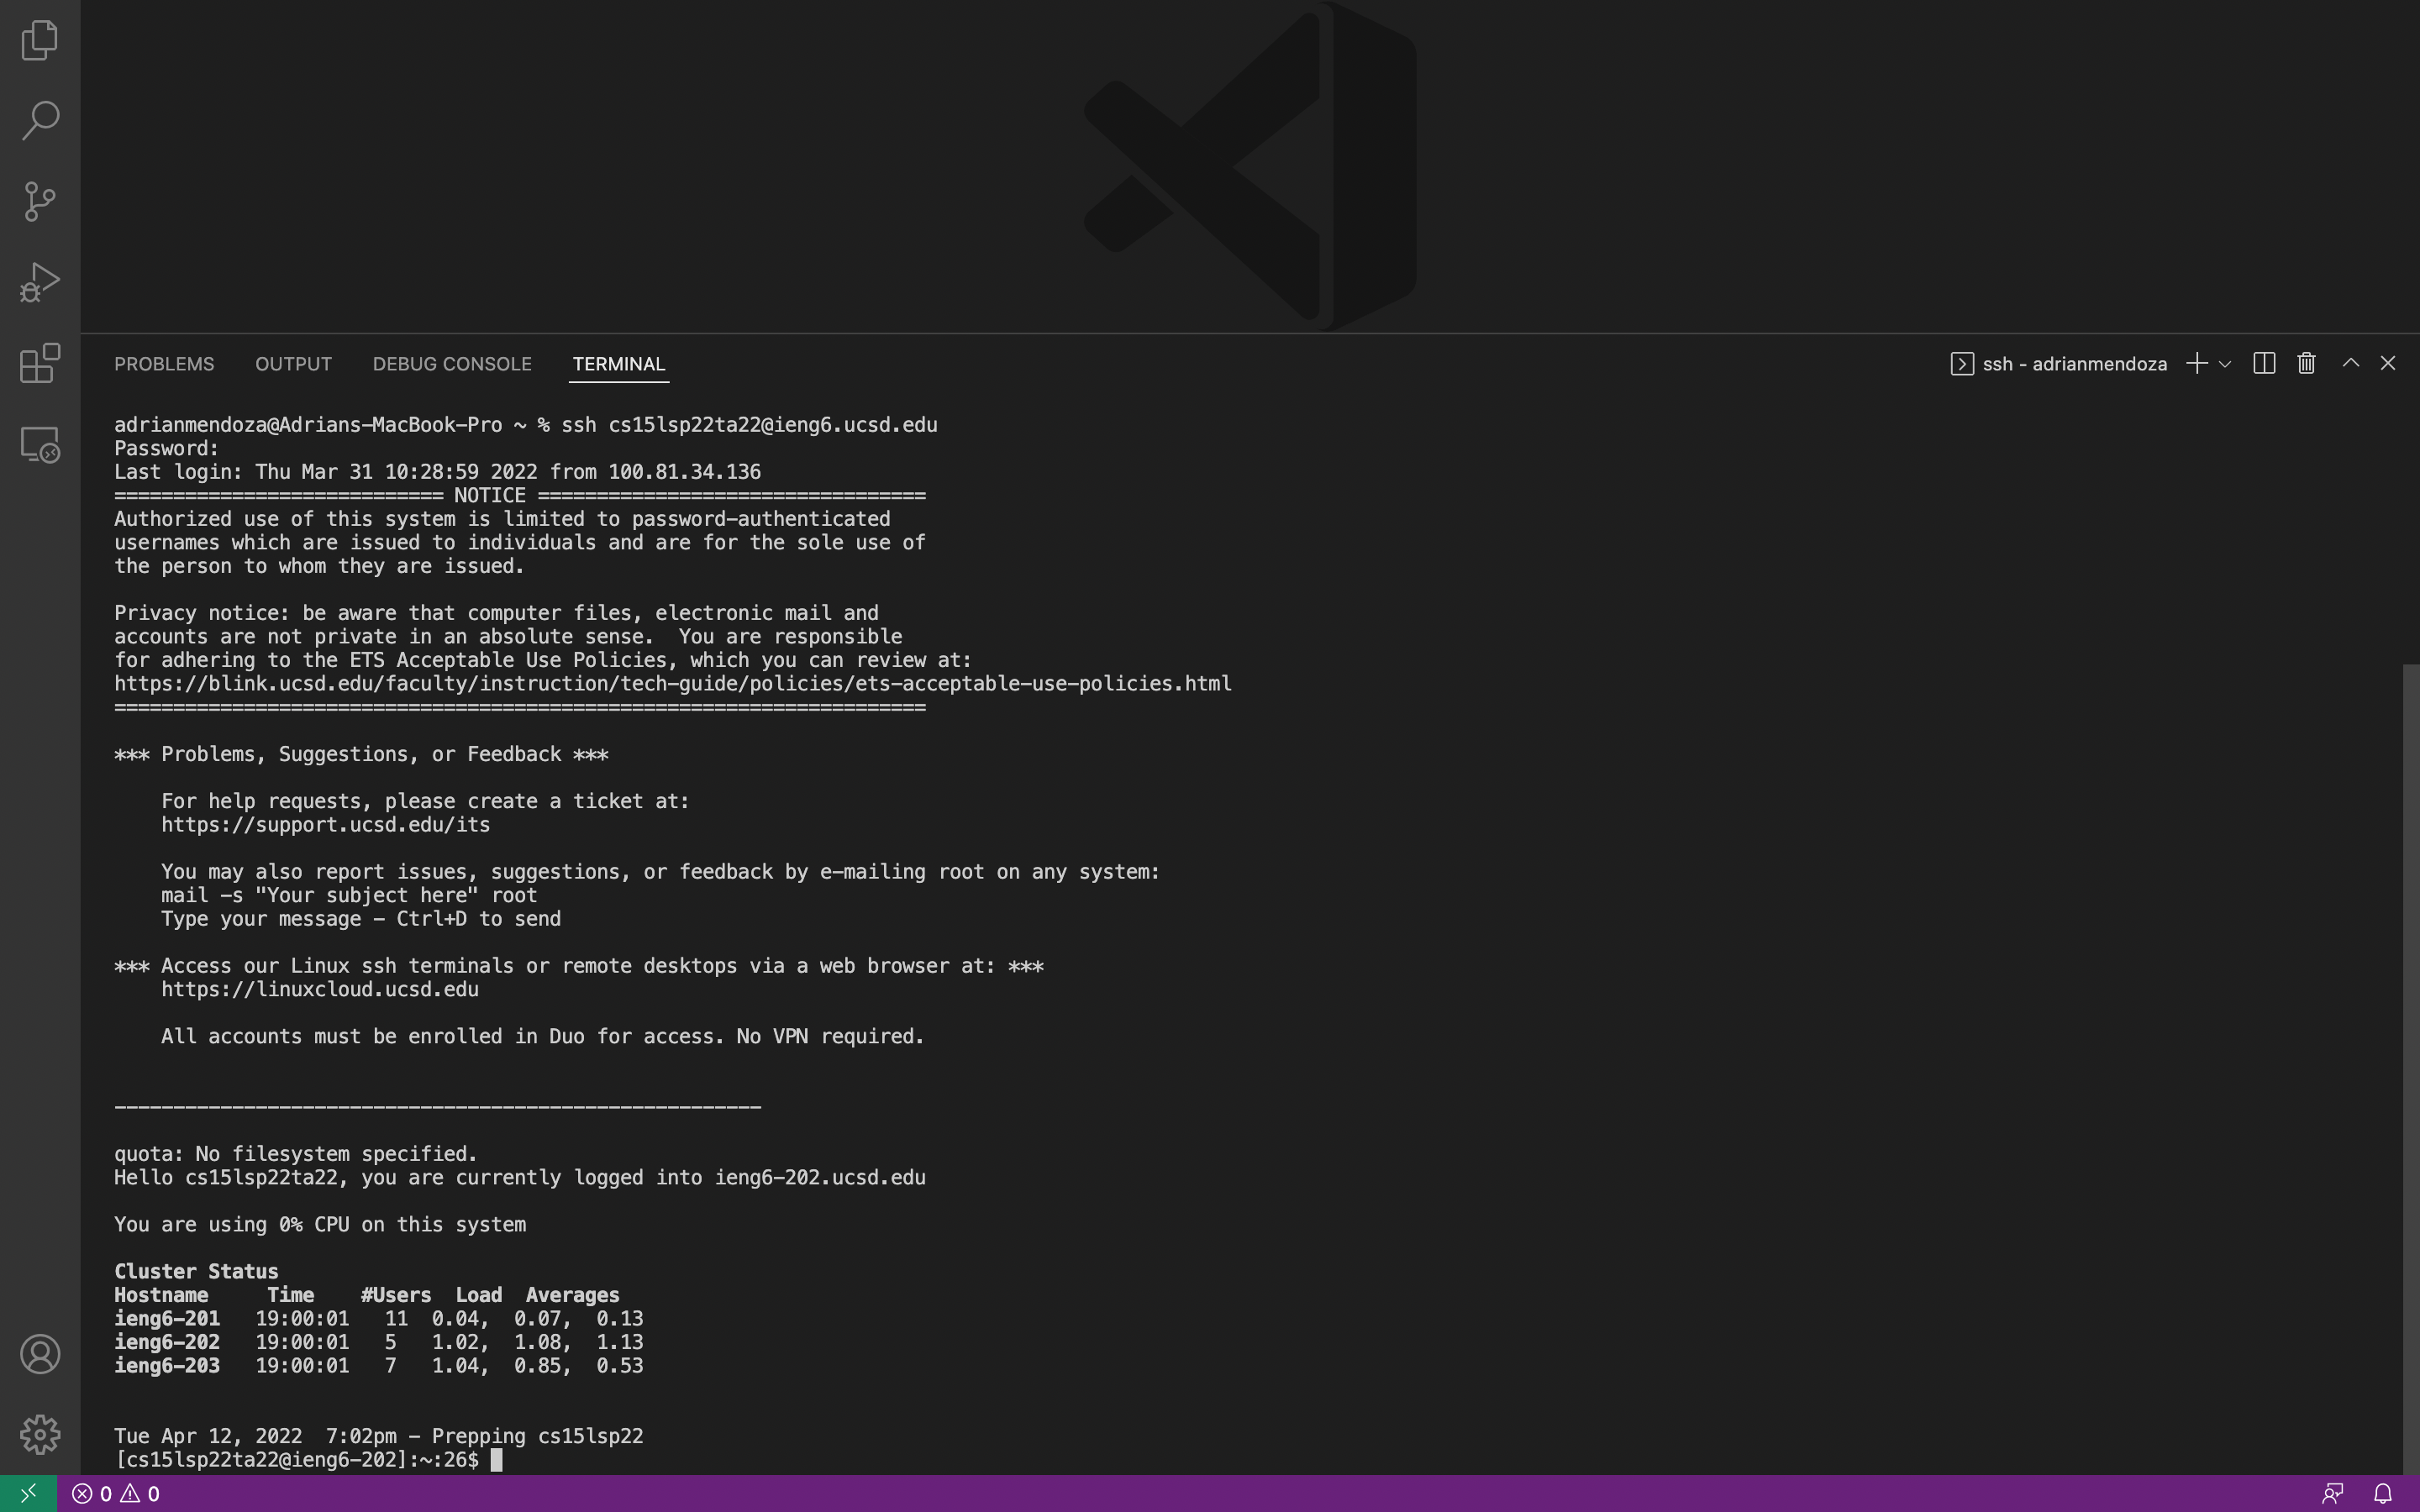 PROBLEMS OUTPUT DEBUG CONSOLE TERMINAL ssh - adrianmendoza
adrianmendoza@Adrians-MacBook-Pro ~ % ssh cs15lsp22ta22@ieng6.ucsd.edu
Password:
Last login: Thu Mar 31 10:28:59 2022 from 100.81.34.136
============================ NOTICE =================================
Authorized use of this system is limited to password-authenticated
usernames which are issued to individuals and are for the sole use of
the person to whom they are issued.
Privacy notice: be aware that computer files, electronic mail and
accounts are not private in an absolute sense.  You are responsible
for adhering to the ETS Acceptable Use Policies, which you can review at:
https://blink.ucsd.edu/faculty/instruction/tech-guide/policies/ets-acceptable-use-policies.html
=====================================================================
*** Problems, Suggestions, or Feedback ***
For help requests, please create a ticket at:
https://support.ucsd.edu/its
You may also report issues, suggestions, or feedback by e-mailing root on any system:
mail -s "Your subject here" root
Type your message - Ctrl+D to send
*** Access our Linux ssh terminals or remote desktops via a web browser at: ***
https://linuxcloud.ucsd.edu
All accounts must be enrolled in Duo for access. No VPN required.
-------------------------------------------------------
quota: No filesystem specified.
Hello cs15lsp22ta22, you are currently logged into ieng6-202.ucsd.edu
You are using 0% CPU on this system
Cluster Status
Hostname     Time    #Users  Load  Averages
ieng6-201   19:00:01   11  0.04,  0.07,  0.13
ieng6-202   19:00:01   5   1.02,  1.08,  1.13
ieng6-203   19:00:01   7   1.04,  0.85,  0.53
Tue Apr 12, 2022  7:02pm - Prepping cs15lsp22
[cs15lsp22ta22@ieng6-202]:~:26$
0 0